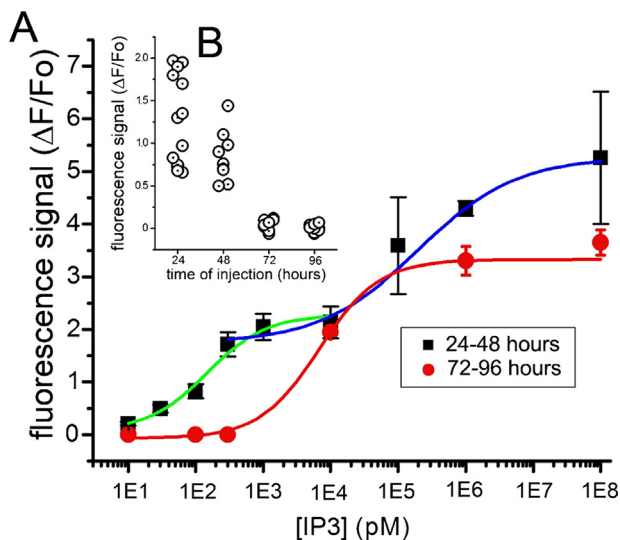 A
B
fluorescence signal (ΔF/Fo)
7
6
5
4
3
2
1
0
fluorescence signal (ΔF/Fo)
2.0
1.5
1.0
0.5
0
24 48 72 96
time of injection (hours)
24-48 hours
72-96 hours
1E1 1E2 1E3 1E4 1E5 1E6 1E7 1E8
[IP3] (pM)